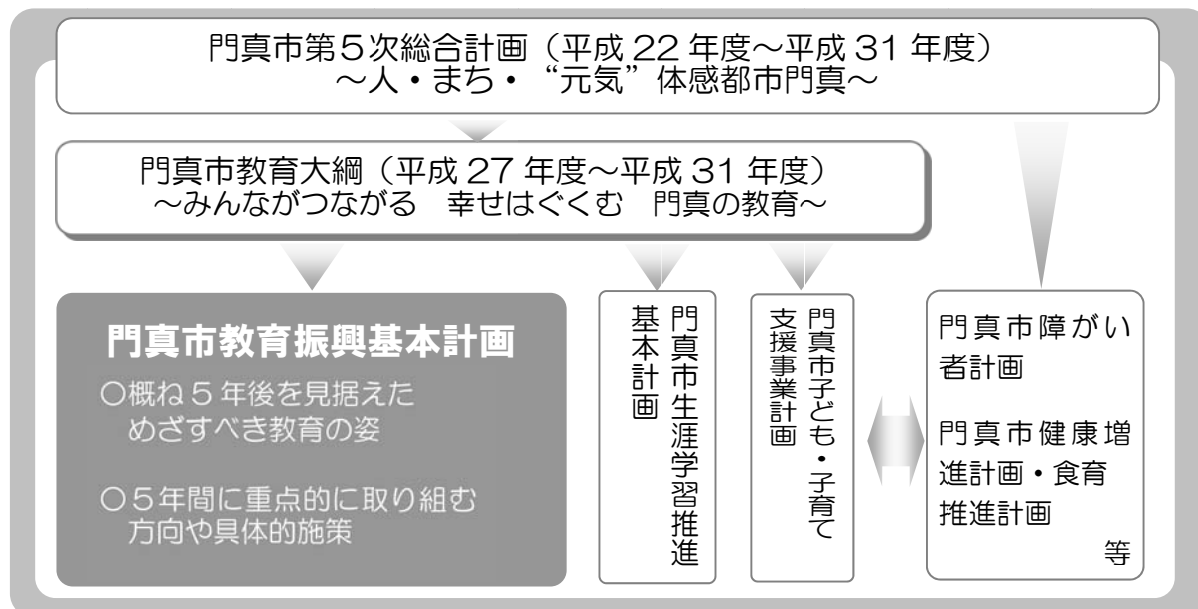 門真市第５次総合計画（平成 22 年度～平成 31 年度）
～人・まち・“元気”体感都市門真～
門真市教育大綱（平成 27 年度～平成 31 年度）
～みんながつながる　幸せはぐくむ　門真の教育～
門真市教育振興基本計画
○概ね５年後を見据えた
めざすべき教育の姿
○５年間に重点的に取り組む
方向や具体的施策
門真市生涯学習推進
基本計画
門真市子ども・子育て
支援事業計画
門真市障がい
者計画
門真市健康増
進計画・食育
推進計画
等